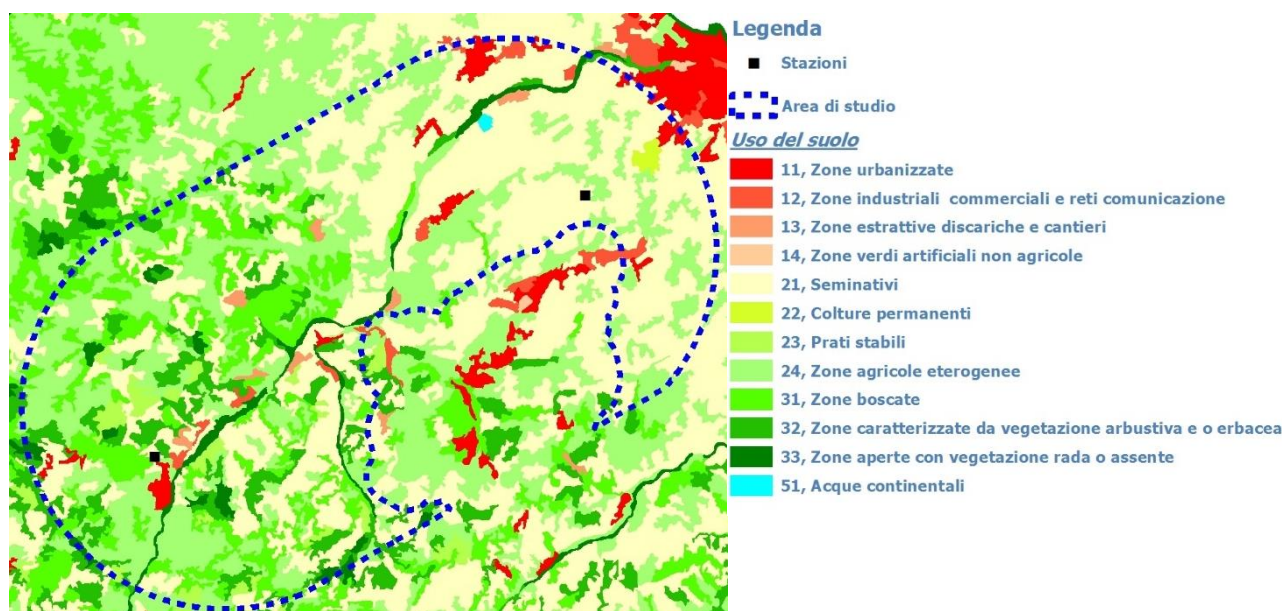 Legenda
Stazioni
Area di studio
Uso del suolo
11, Zone urbanizzate
12, Zone industriali commerciali e reti comunicazione
13, Zone estrattive discariche e cantieri
14, Zone verdi artificiali non agricole
21, Seminativi
22, Colture permanenti
23, Prati stabili
24, Zone agricole eterogenee
31, Zone boscate
32, Zone caratterizzate da vegetazione arbustiva e o erbacea
33, Zone aperte con vegetazione rada o assente
51, Acque continentali